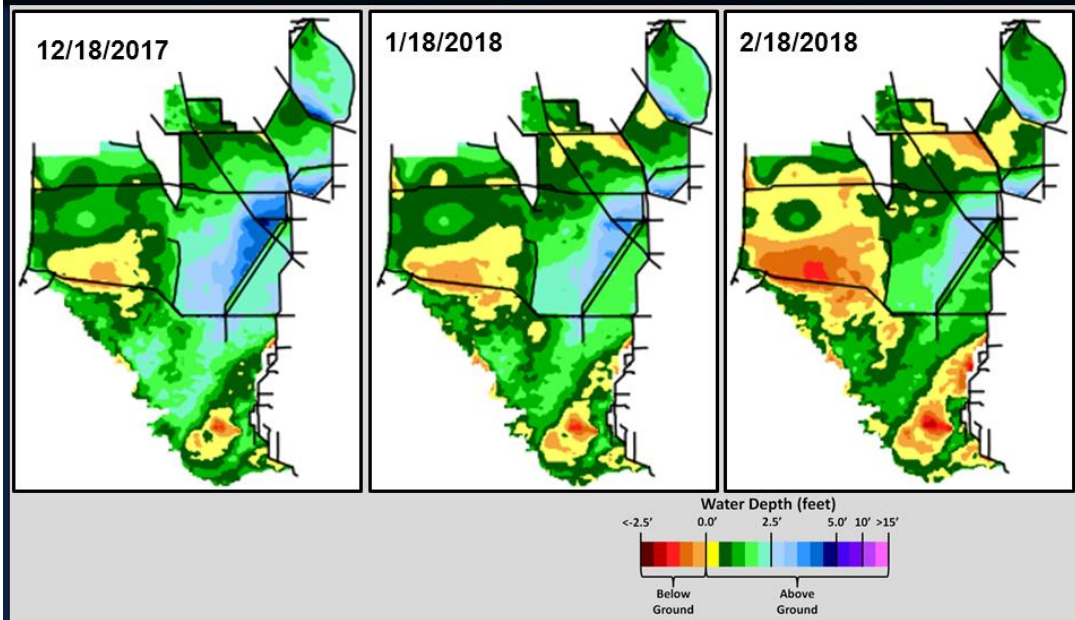 12/18/2017
1/18/2018
2/18/2018
Water Depth (feet)
<-2.5' 0.0' 2.5' 5.0' 10' >15'
Below
Ground
Above
Ground